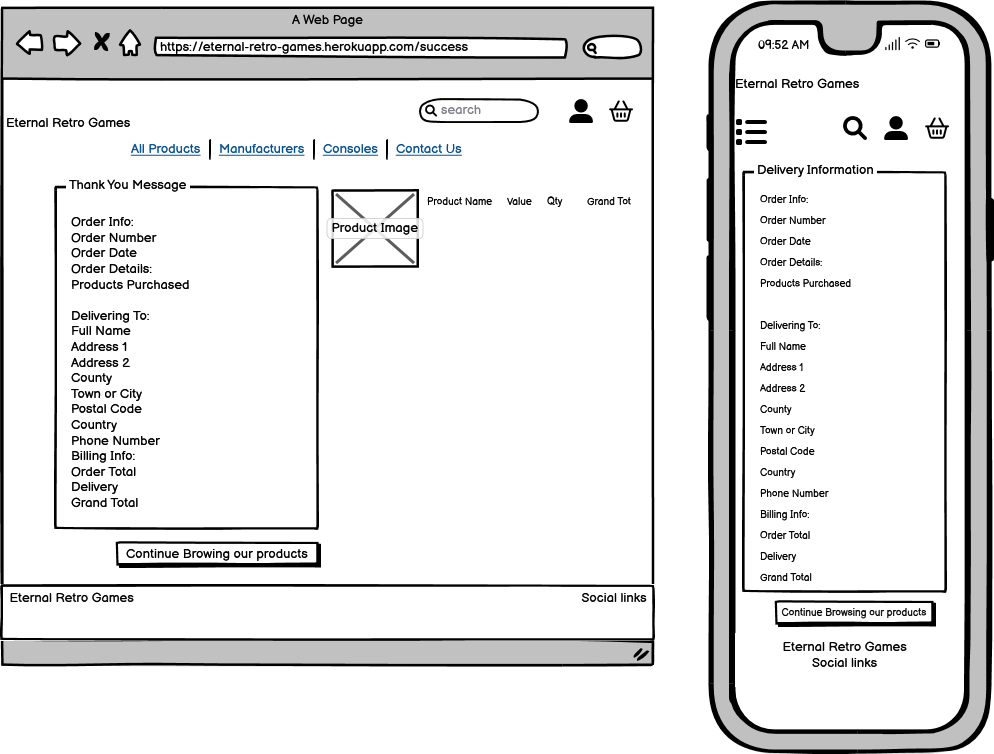 A Web Page
https://eternal-retro-games.herokuapp.com/success
search
Eternal Retro Games
All Products Manufacturers Consoles Contact Us
Thank You Message
Order Info:
Order Number
Order Date
Order Details:
Products Purchased
Delivering To:
Full Name
Address 1
Address 2
County
Town or City
Postal Code
Country
Phone Number
Billing Info:
Order Total
Delivery
Grand Total
Product Image
Product Name Value Qty Grand Tot
Continue Browing our products
Eternal Retro Games Social links
09:52 AM
Eternal Retro Games
Delivery Information
Order Info:
Order Number
Order Date
Order Details:
Products Purchased
Delivering To:
Full Name
Address 1
Address 2
County
Town or City
Postal Code
Country
Phone Number
Billing Info:
Order Total
Delivery
Grand Total
Continue Browsing our products
Eternal Retro Games
Social links